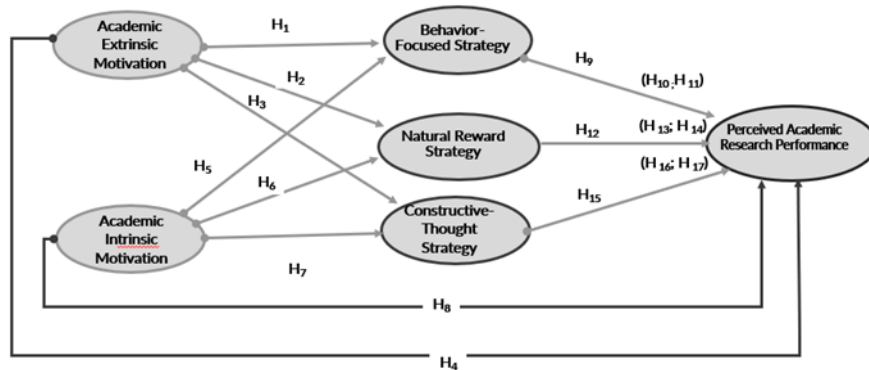 Academic
Extrinsic
Motivation
H1
H2
H3
Behavior-
Focused Strategy
H9
(H10 ;H11)
Natural Reward
Strategy
H12
(H13; H14)
Perceived Academic
Research Performance
(H16; H17)
H5
H6
Academic
Intrinsic
Motivation
H7
Constructive-
Thought
Strategy
H15
H8
H4